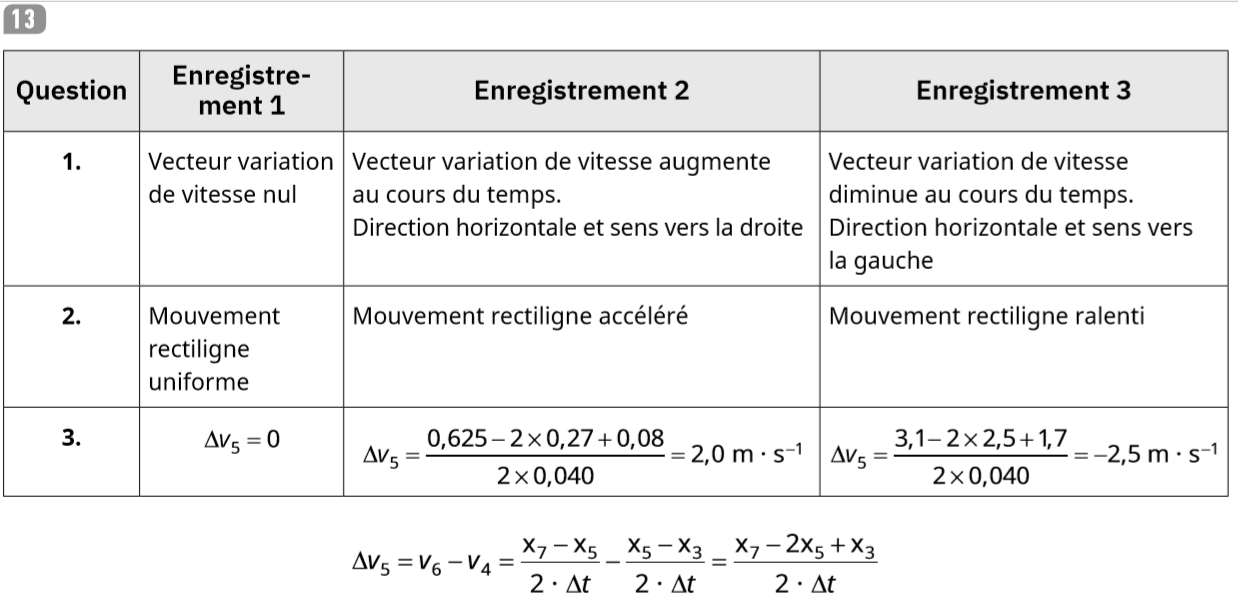 13
Question
Enregistre-
ment 1
Enregistrement 2
Enregistrement 3
1.
Vecteur variation
de vitesse nul
Vecteur variation de vitesse augmente
au cours du temps.
Direction horizontale et sens vers la droite
Vecteur variation de vitesse
diminue au cours du temps.
Direction horizontale et sens vers
la gauche
2.
Mouvement
rectiligne
uniforme
Mouvement rectiligne accéléré
Mouvement rectiligne ralenti
3.
Δv₅ = 0
Δv₅ = (0,625 – 2 × 0,27 + 0,08) / (2 × 0,040) = 2,0 m · s⁻¹
Δv₅ = (3,1 – 2 × 2,5 + 1,7) / (2 × 0,040) = –2,5 m · s⁻¹
Δv₅ = v₆ – v₄ = (x₇ – x₅) / (2 · Δt) – (x₅ – x₃) / (2 · Δt) = (x₇ – 2x₅ + x₃) / (2 · Δt)